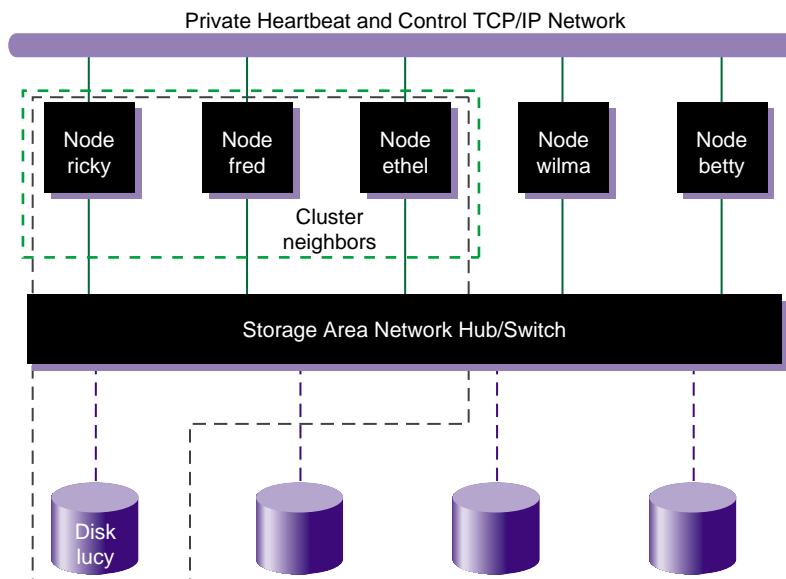 Private Heartbeat and Control TCP/IP Network
Node
ricky
Node
fred
Node
ethel
Node
wilma
Node
betty
Cluster
neighbors
Storage Area Network Hub/Switch
Disk
lucy